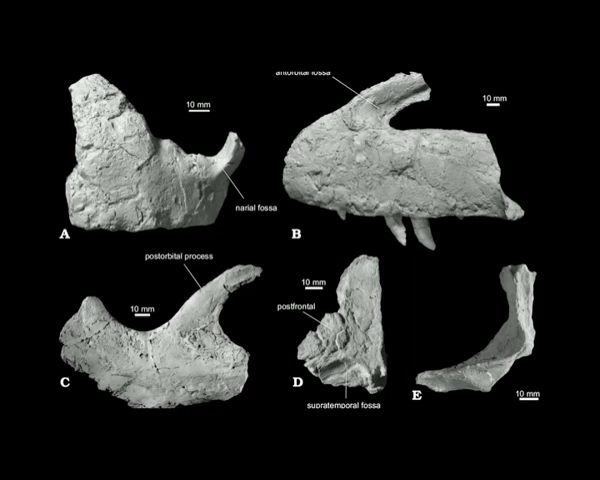 antorbital fossa
10 mm
10 mm
narial fossa
A
B
postorbital process
10 mm
10 mm
postfrontal
C
D
E
10 mm
supratemporal fossa